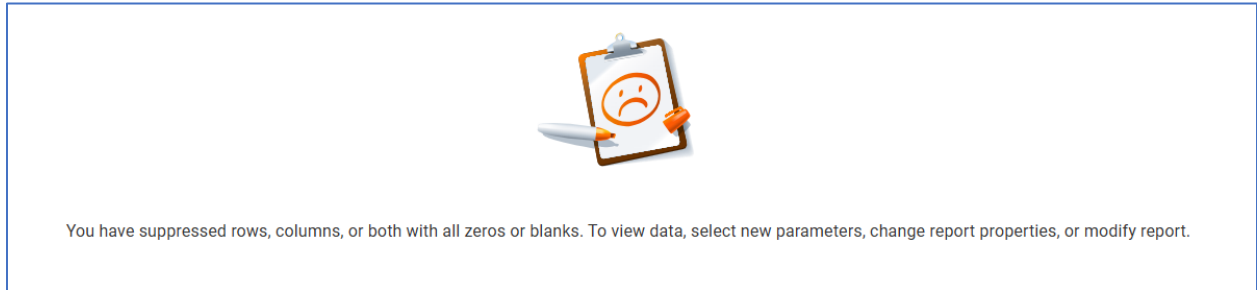 You have suppressed rows, columns, or both with all zeros or blanks. To view data, select new parameters, change report properties, or modify report.